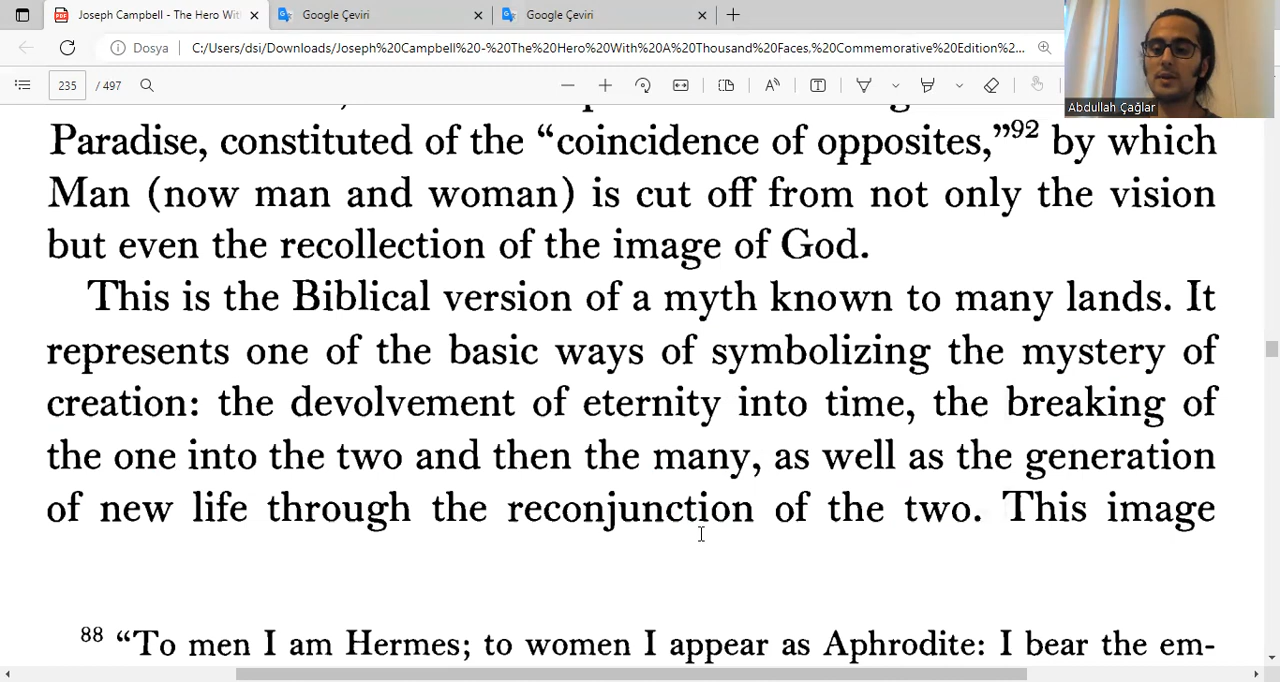 Joseph Campbell - The Hero Wit
Google Çeviri
Google Çeviri
Dosya
C:/Users/dsi/Downloads/Joseph%20Campbell%20-%20The%20Hero%20With%20A%20Thousand%20Faces,%20Commemorative%20Edition%2...
235 / 497
Abdullah Çağlar
Paradise, constituted of the “coincidence of opposites,”92 by which
Man (now man and woman) is cut off from not only the vision
but even the recollection of the image of God.
This is the Biblical version of a myth known to many lands. It
represents one of the basic ways of symbolizing the mystery of
creation: the devolvement of eternity into time, the breaking of
the one into the two and then the many, as well as the generation
of new life through the reconjunction of the two. This image
88 “To men I am Hermes; to women I appear as Aphrodite: I bear the em-